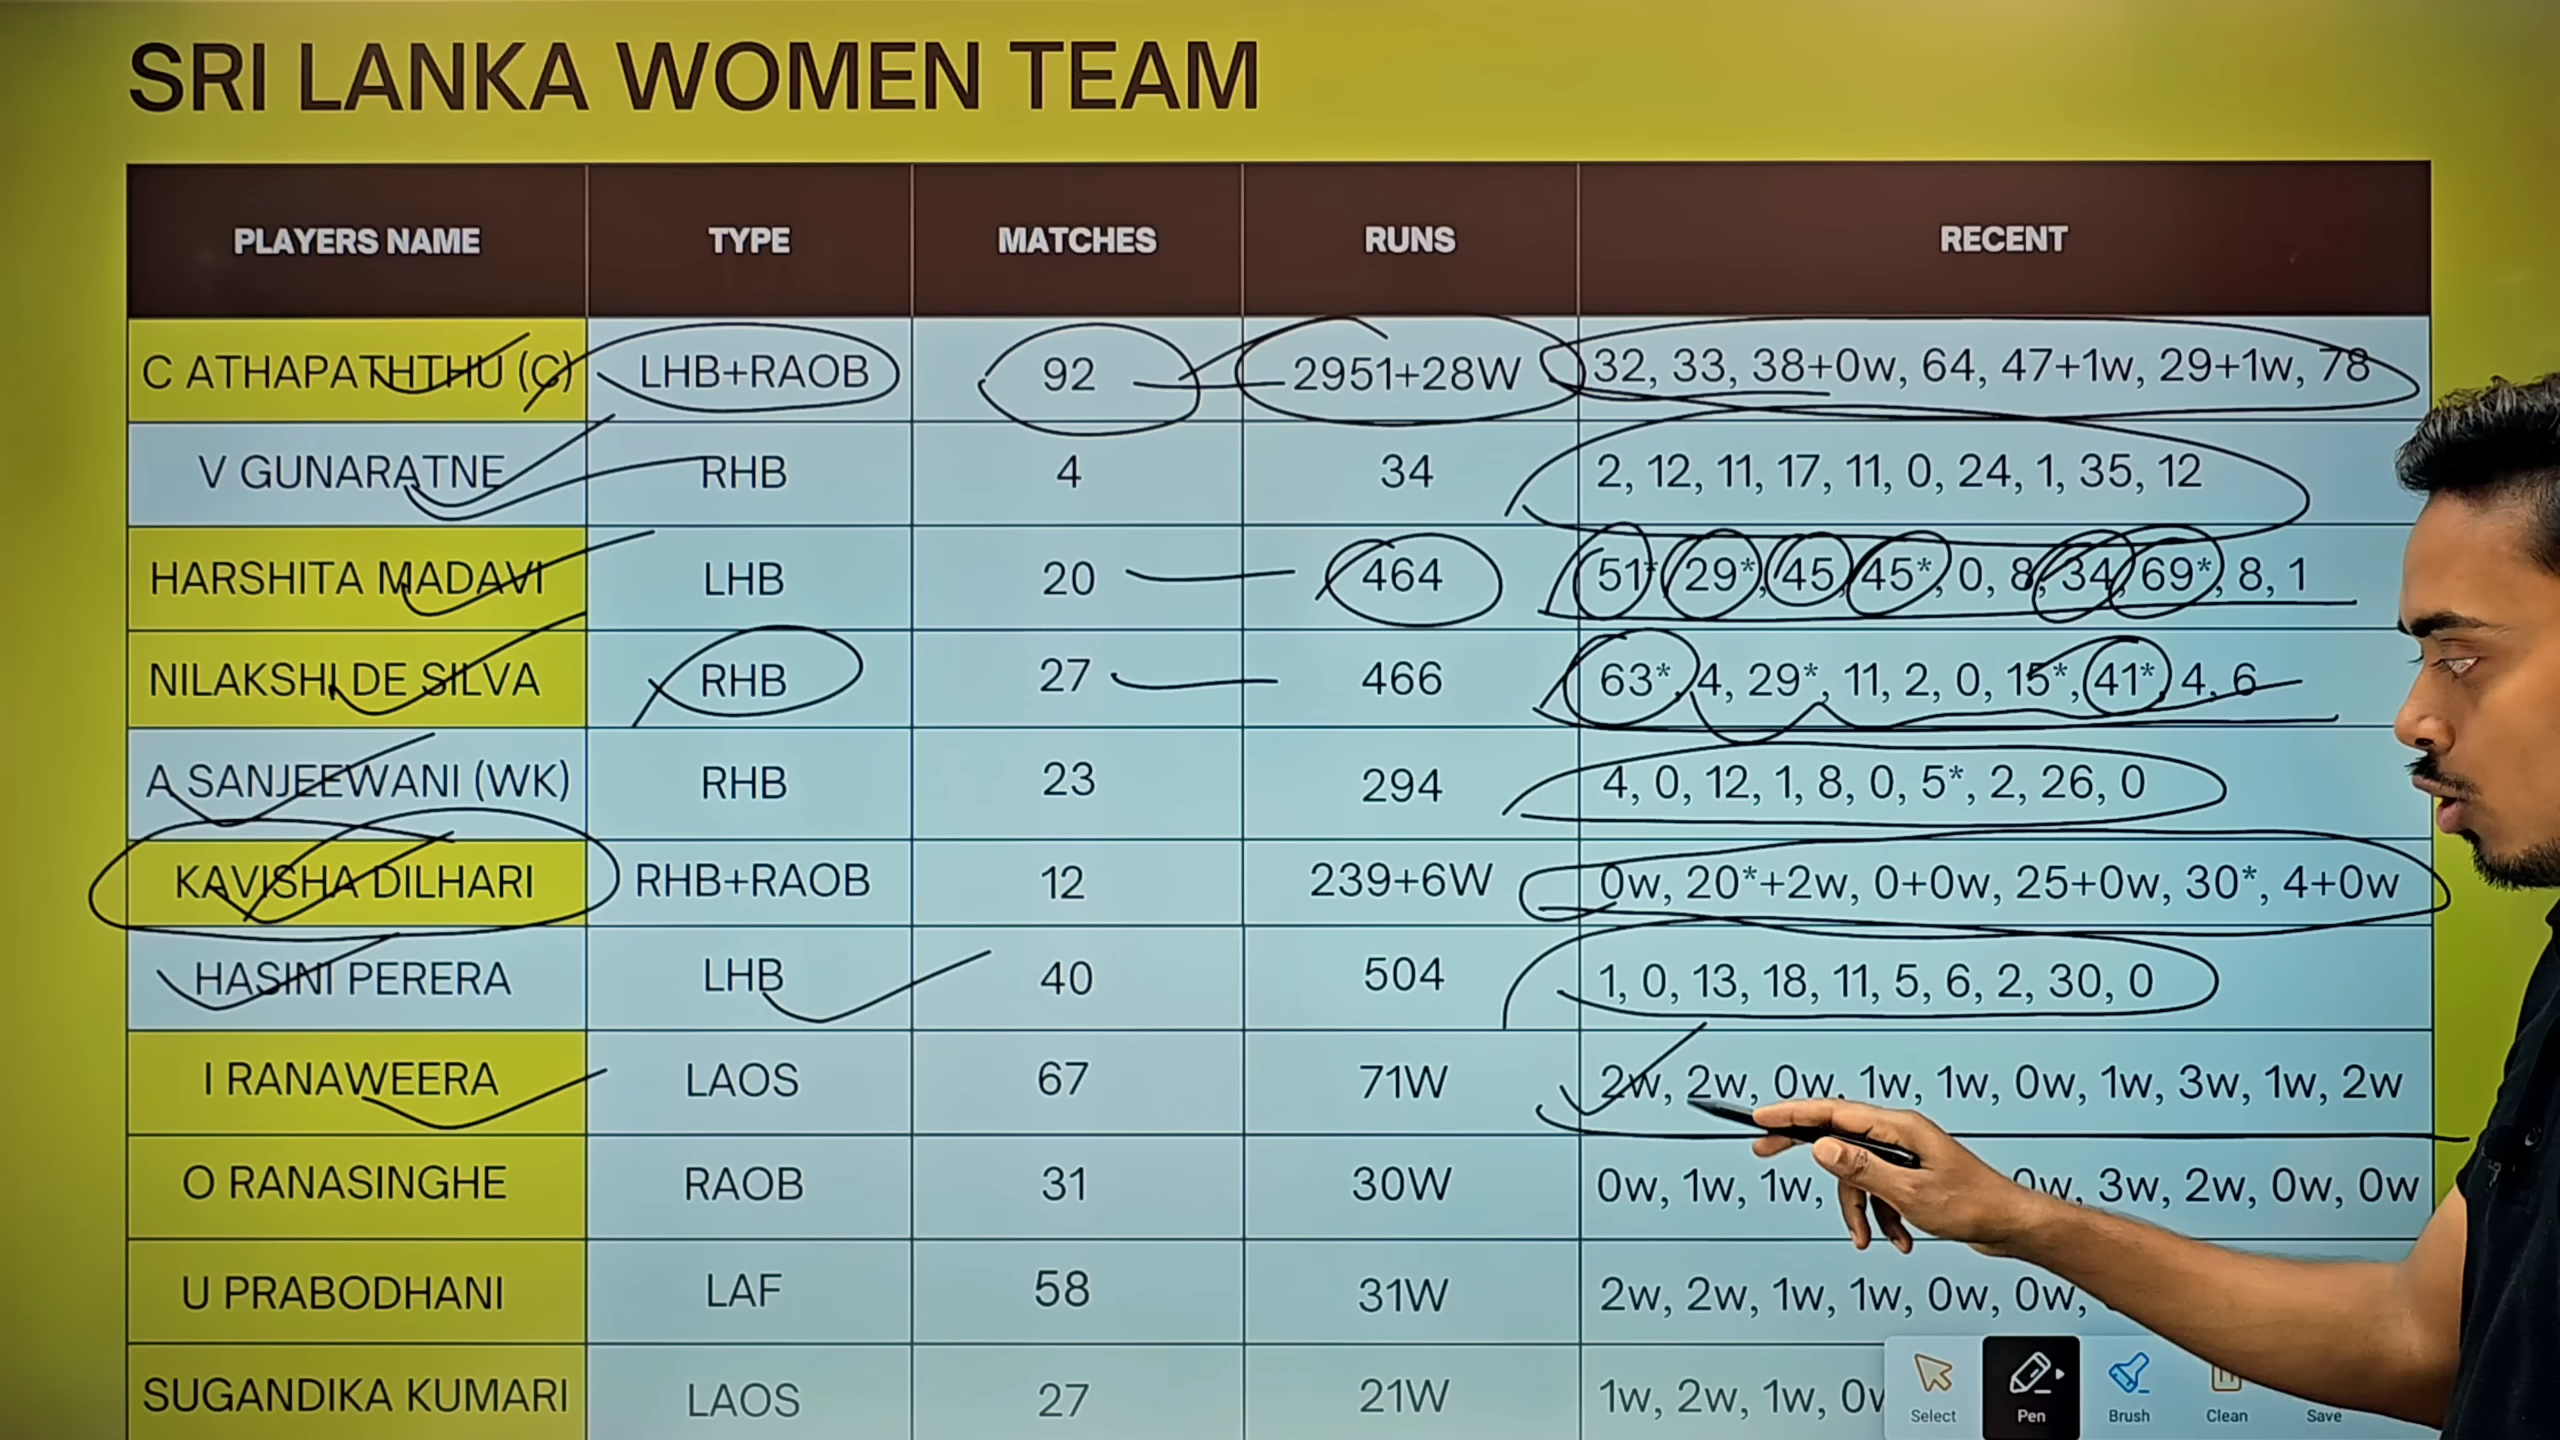 SRI LANKA WOMEN TEAM
PLAYERS NAME TYPE MATCHES RUNS RECENT
C ATHAPATHTHU (C) LHB+RAOB 92 2951+28W 32, 33, 38+0w, 64, 47+1w, 29+1w, 78
V GUNARATNE RHB 4 34 2, 12, 11, 17, 11, 0, 24, 1, 35, 12
HARSHITA MADAVI LHB 20 464 51*, 29*, 45, 45*, 0, 8, 34, 69*, 8, 1
NILAKSHI DE SILVA RHB 27 466 63*, 4, 29*, 11, 2, 0, 15*, 41*, 4, 6
A SANJEEWANI (WK) RHB 23 294 4, 0, 12, 1, 8, 0, 5*, 2, 26, 0
KAVISHA DILHARI RHB+RAOB 12 239+6W 0w, 20*+2w, 0+0w, 25+0w, 30*, 4+0w
HASINI PERERA LHB 40 504 1, 0, 13, 18, 11, 5, 6, 2, 30, 0
I RANAWEERA LAOS 67 71W 2w, 2w, 0w, 1w, 1w, 0w, 1w, 3w, 1w, 2w
O RANASINGHE RAOB 31 30W 0w, 1w, 1w, 0w, 3w, 2w, 0w, 0w
U PRABODHANI LAF 58 31W 2w, 2w, 1w, 1w, 0w, 0w,
SUGANDIKA KUMARI LAOS 27 21W 1w, 2w, 1w,
Select Pen Brush Clean Save